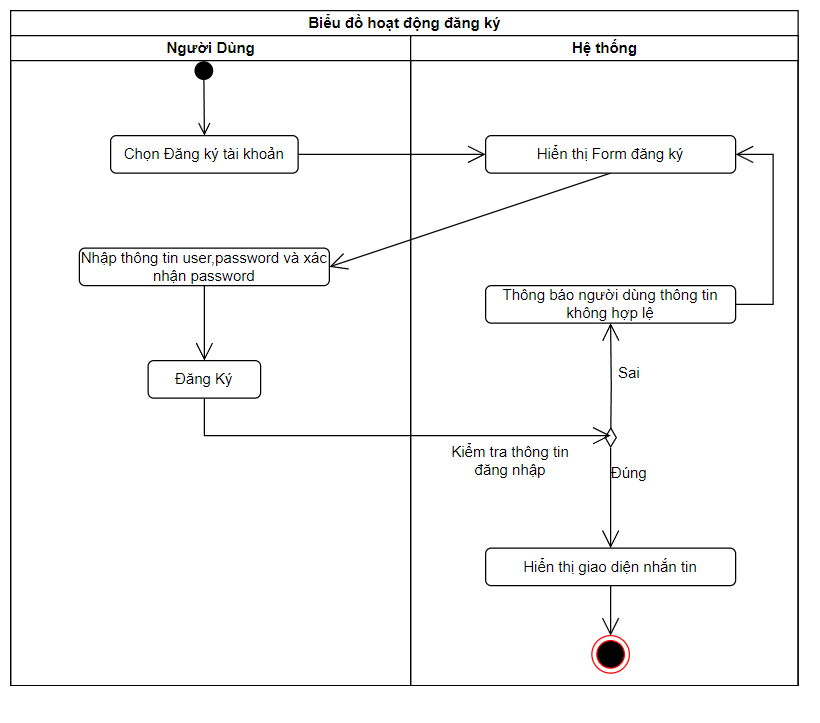 Biểu đồ hoạt động đăng ký
Người Dùng
Hệ thống
Chọn Đăng ký tài khoản
Hiển thị Form đăng ký
Nhập thông tin user,password và xác
nhận password
Thông báo người dùng thông tin
không hợp lệ
Đăng Ký
Sai
Kiểm tra thông tin
đăng nhập
Đúng
Hiển thị giao diện nhắn tin